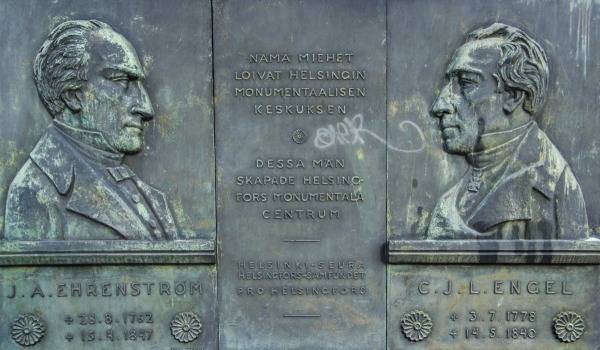 NÄMÄ MIEHET
LOIVAT HELSINGIN
MONUMENTAALISEN
KESKUKSEN
DESSA MÄN
SKAPADE HELSING-
FORS MONUMENTALA
CENTRUM
HELSINKI-SEURA
HELSINGFORS-SAMFUNDET
PRO HELSINGFORS
J. A. EHRENSTRÖM
28.8.1762
+ 15.4.1847
C. J. L. ENGEL
3.7.1778
+ 14.5.1840